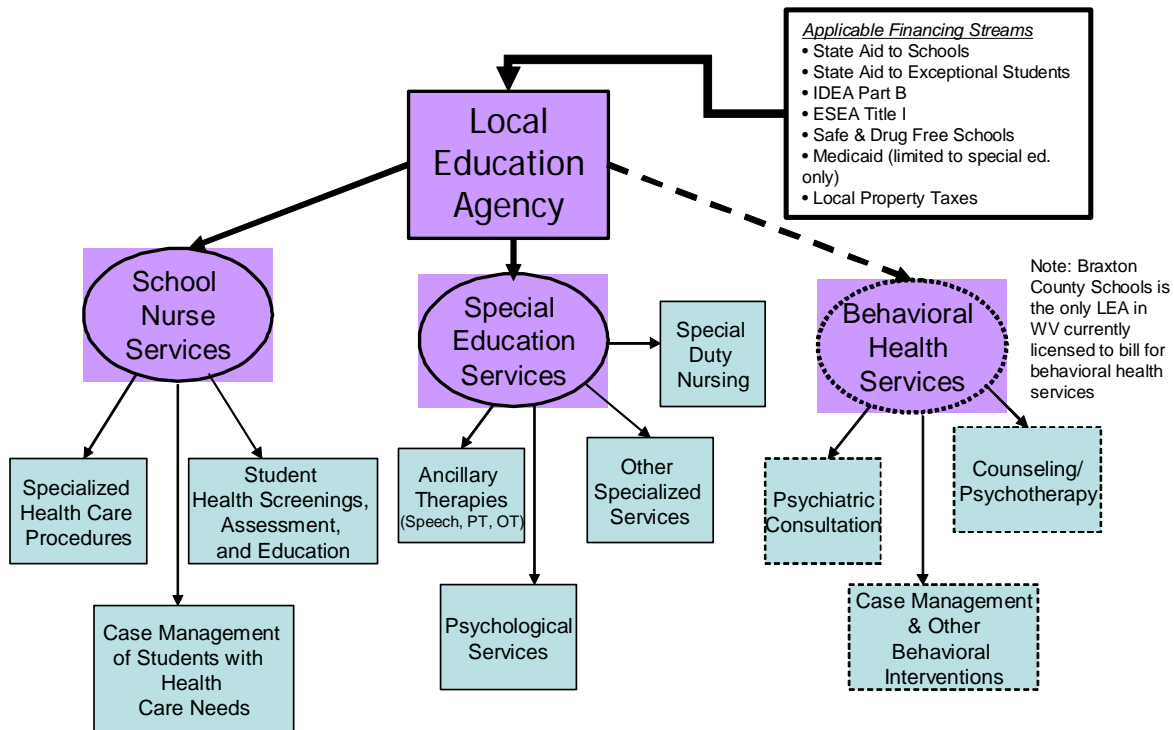 Applicable Financing Streams
• State Aid to Schools
• State Aid to Exceptional Students
• IDEA Part B
• ESEA Title I
• Safe & Drug Free Schools
• Medicaid (limited to special ed.
only)
• Local Property Taxes
Local
Education
Agency
School
Nurse
Services
Special
Education
Services
Special
Duty
Nursing
Behavioral
Health
Services
Note: Braxton
County Schools is
the only LEA in
WV currently
licensed to bill for
behavioral health
services
Specialized
Health Care
Procedures
Student
Health Screenings,
Assessment,
and Education
Ancillary
Therapies
(Speech, PT, OT)
Other
Specialized
Services
Psychiatric
Consultation
Counseling/
Psychotherapy
Case Management
of Students with
Health
Care Needs
Psychological
Services
Case Management
& Other
Behavioral
Interventions